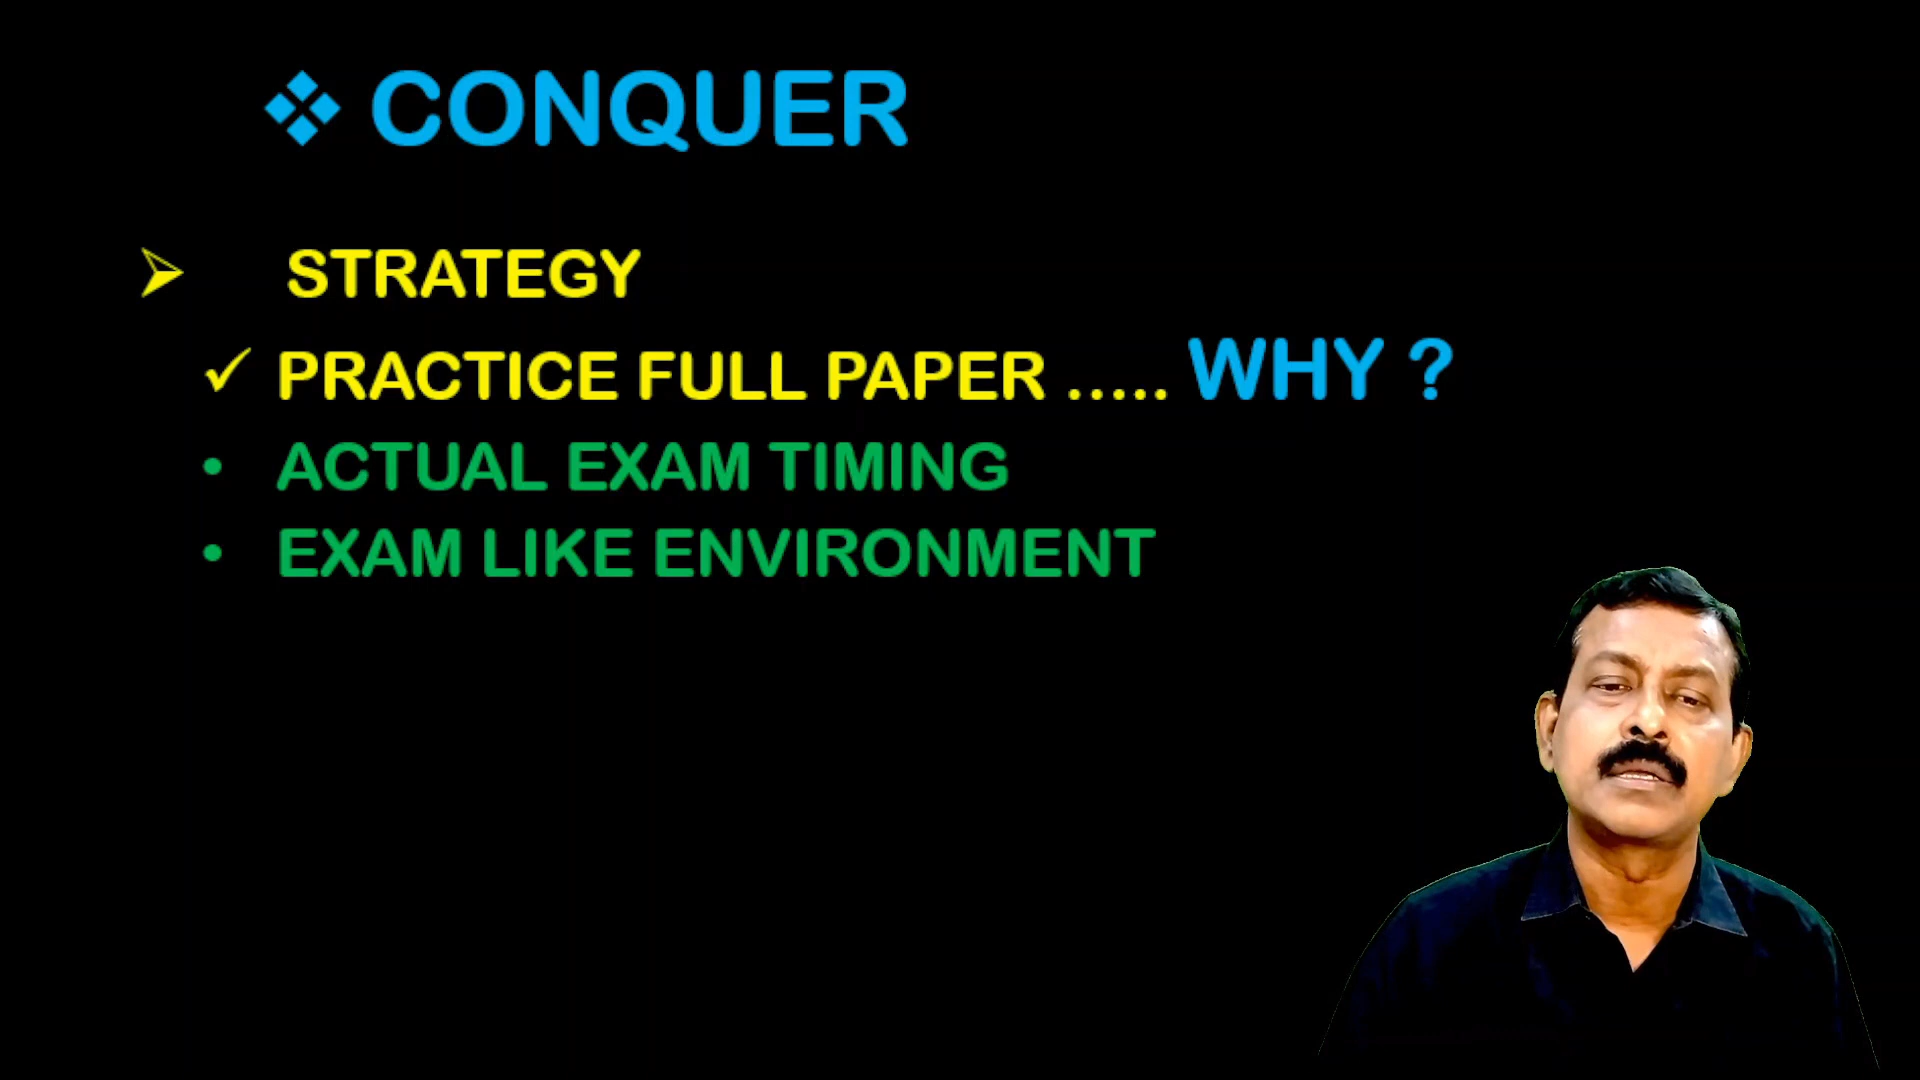 ❖ CONQUER
➢ STRATEGY
✓ PRACTICE FULL PAPER ..... WHY ?
• ACTUAL EXAM TIMING
• EXAM LIKE ENVIRONMENT